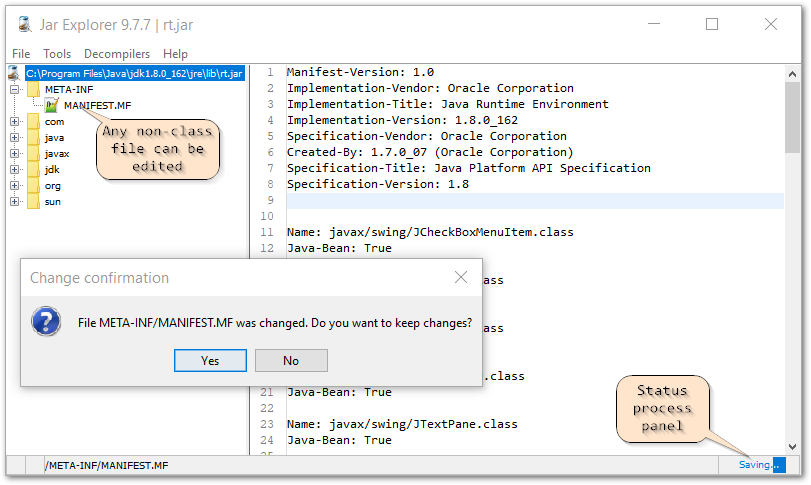 Jar Explorer 9.7.7 | rt.jar
File Tools Decompilers Help
C:\Program Files\Java\jdk1.8.0_162\jre\lib\rt.jar
META-INF
MANIFEST.MF
com
java
javax
jdk
org
sun
Any non-class
file can be
edited
1 Manifest-Version: 1.0
2 Implementation-Vendor: Oracle Corporation
3 Implementation-Title: Java Runtime Environment
4 Implementation-Version: 1.8.0_162
5 Specification-Vendor: Oracle Corporation
6 Created-By: 1.7.0_07 (Oracle Corporation)
7 Specification-Title: Java Platform API Specification
8 Specification-Version: 1.8
9
10
11 Name: javax/swing/JCheckBoxMenuItem.class
12 Java-Bean: True
ass
ass
.class
21 Java-Bean: True
22
23 Name: javax/swing/JTextPane.class
24 Java-Bean: True
Change confirmation
File META-INF/MANIFEST.MF was changed. Do you want to keep changes?
Yes No
Status
process
panel
/META-INF/MANIFEST.MF
Saving...